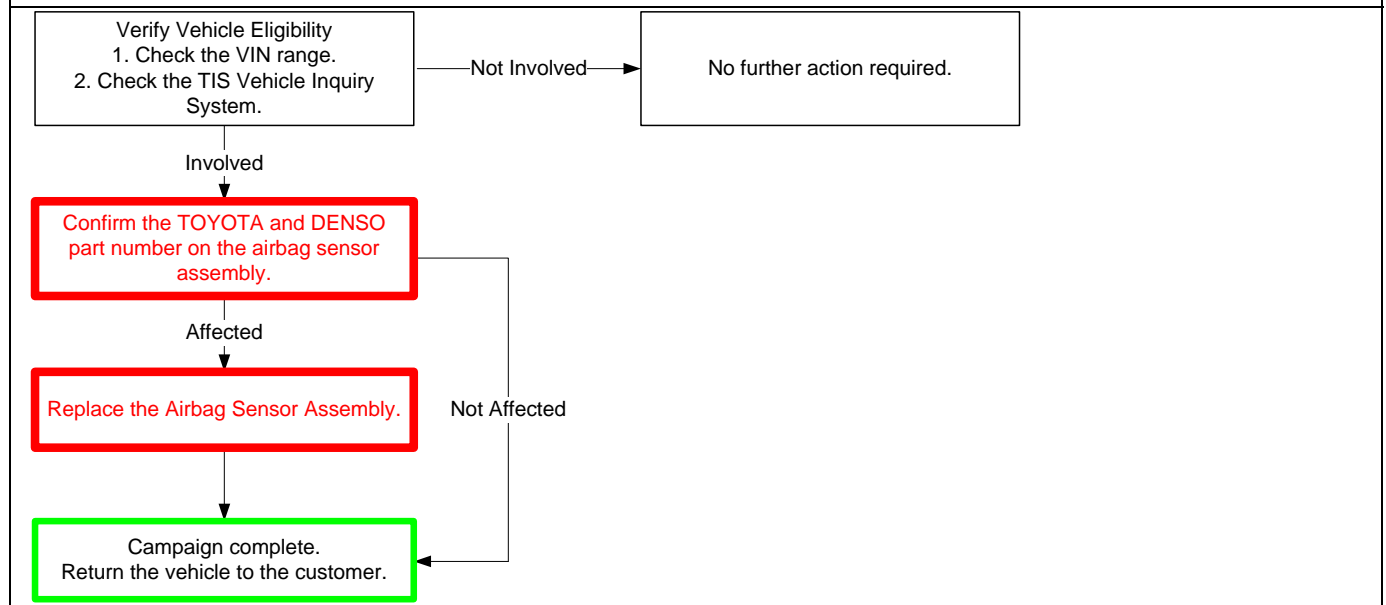 Verify Vehicle Eligibility
1. Check the VIN range.
2. Check the TIS Vehicle Inquiry
System.
Not Involved
No further action required.
Involved
Confirm the TOYOTA and DENSO
part number on the airbag sensor
assembly.
Affected
Replace the Airbag Sensor Assembly.
Not Affected
Campaign complete.
Return the vehicle to the customer.